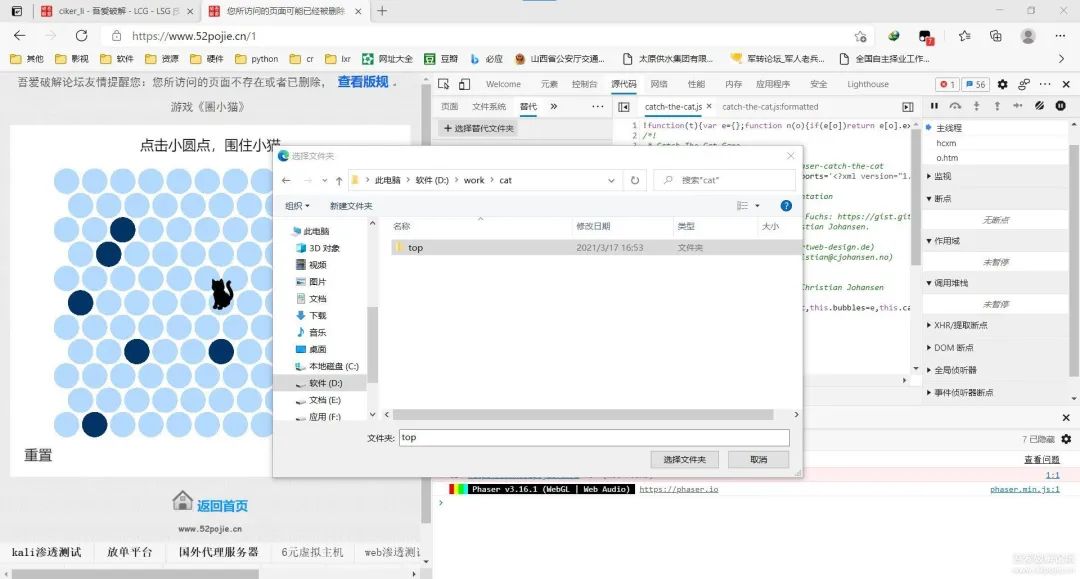 ciker_li - 吾爱破解 - LCG - LSG
您所访问的页面可能已经被删除
https://www.52pojie.cn/1
其他 影视 软件 资源 硬件 python cr lxr 网址大全 豆瓣 必应 山西省公安厅交通... 太原供水集团有限... 军转论坛_军人老兵... 全国自主择业工作...
吾爱破解论坛友情提醒您：您所访问的页面不存在或者已删除， 查看版规 。
游戏《圈小猫》
点击小圆点，围住小猫
重置
返回首页
www.52pojie.cn
kali渗透测试 放单平台 国外代理服务器 6元虚拟主机 web渗透测试
Welcome 元素 控制台 源代码 网络 性能 内存 应用程序 安全 Lighthouse
1 56
页面 文件系统 替代 »
catch-the-cat.js catch-the-cat.js:formatted
+ 选择替代文件夹
1 !function(t){var e={};function n(o){if(e[o])return e[o].ex
2 /*!
3 * Catch The Cat Game
aser-catch-the-cat
ports='<?xml version="1.
ntation
Fuchs: https://gist.git
stian Johansen.
etweb-design.de)
istian@cjohansen.no)
Christian Johansen
t,this.bubbles=e,this.ca
主线程
hcxm
o.htm
监视
断点
无断点
作用域
未暂停
调用堆栈
未暂停
XHR/提取断点
DOM 断点
全局侦听器
事件侦听器断点
选择文件夹
此电脑 › 软件 (D:) › work › cat
搜索"cat"
组织 新建文件夹
名称 修改日期 类型 大小
top 2021/3/17 16:53 文件夹
此电脑
3D 对象
视频
图片
文档
下载
音乐
桌面
本地磁盘 (C:)
软件 (D:)
文档 (E:)
应用 (F:)
文件夹: top
选择文件夹 取消
7 已隐藏
查看问题
1:1
Phaser v3.16.1 (WebGL | Web Audio) https://phaser.io
phaser.min.js:1
吾爱破解论坛
www.52pojie.cn